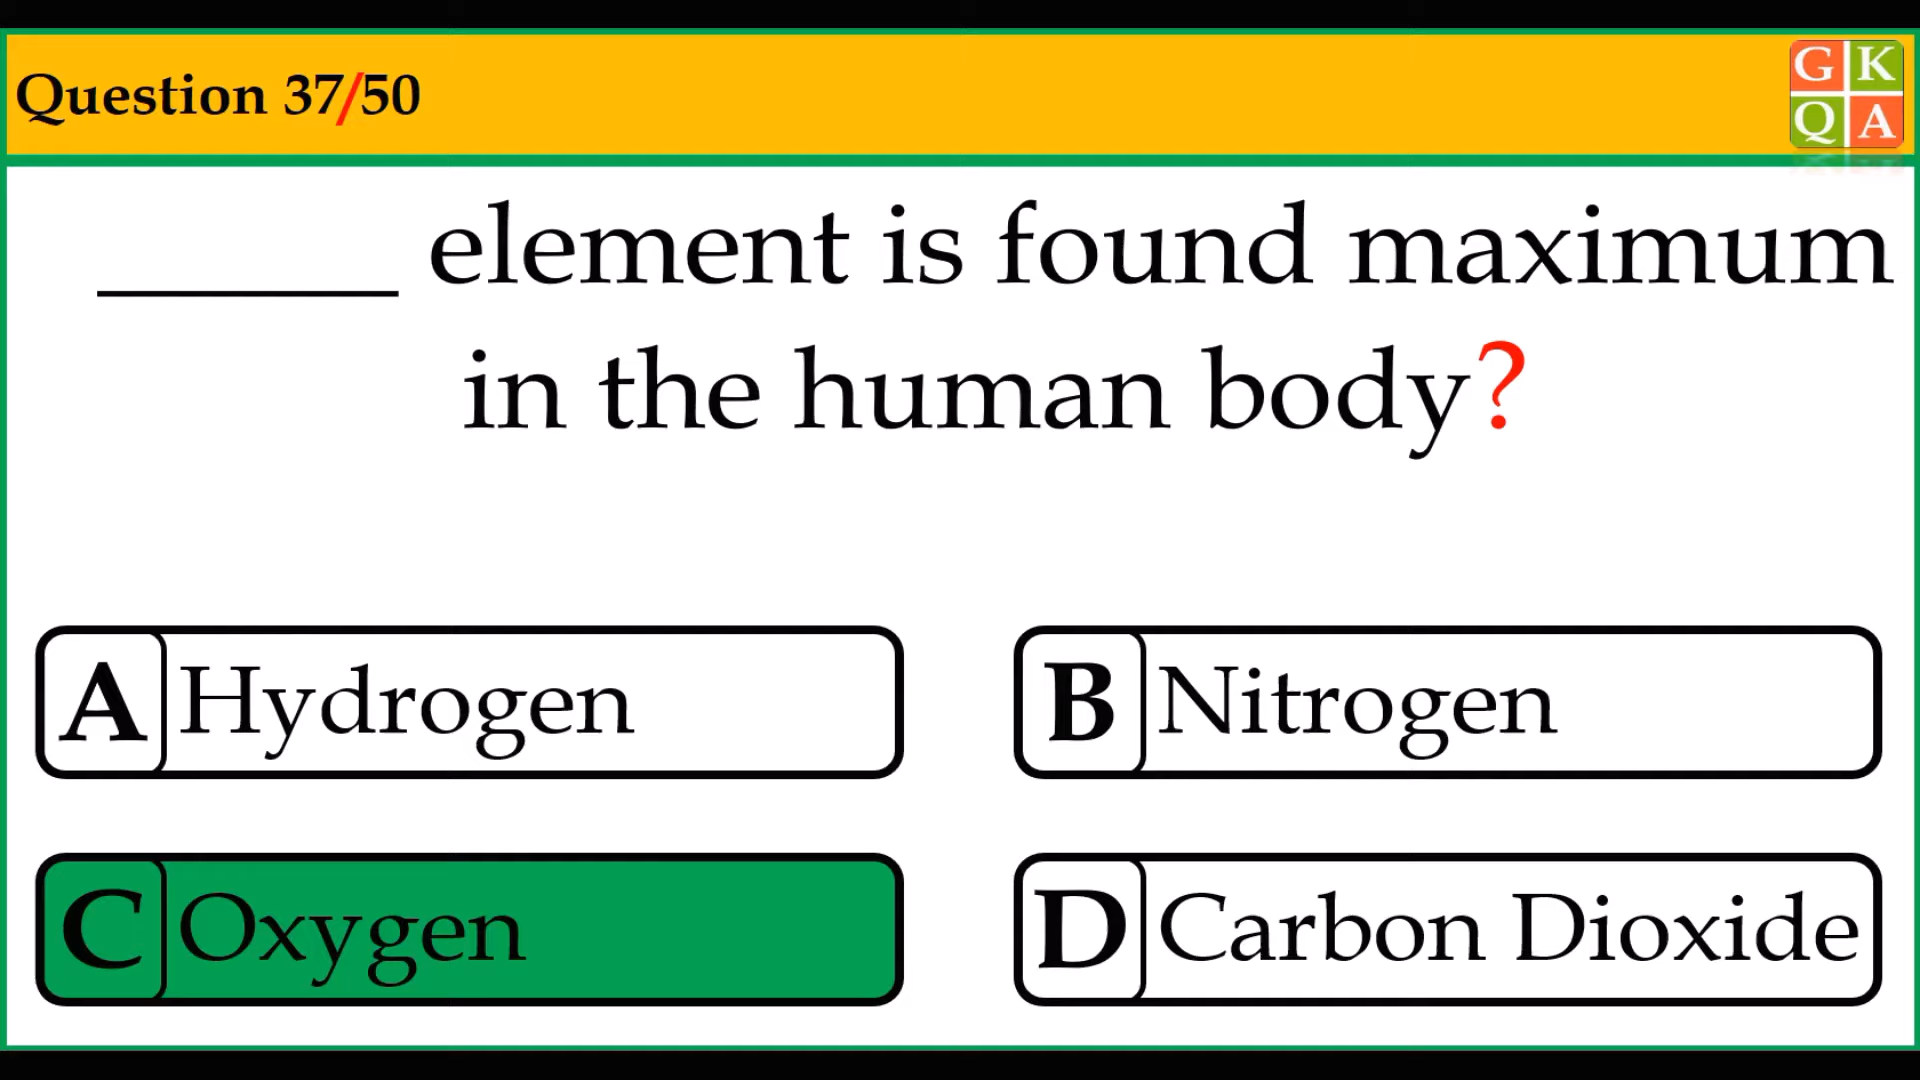 Question 37/50
G K
Q A
______ element is found maximum
in the human body?
A Hydrogen
B Nitrogen
C Oxygen
D Carbon Dioxide